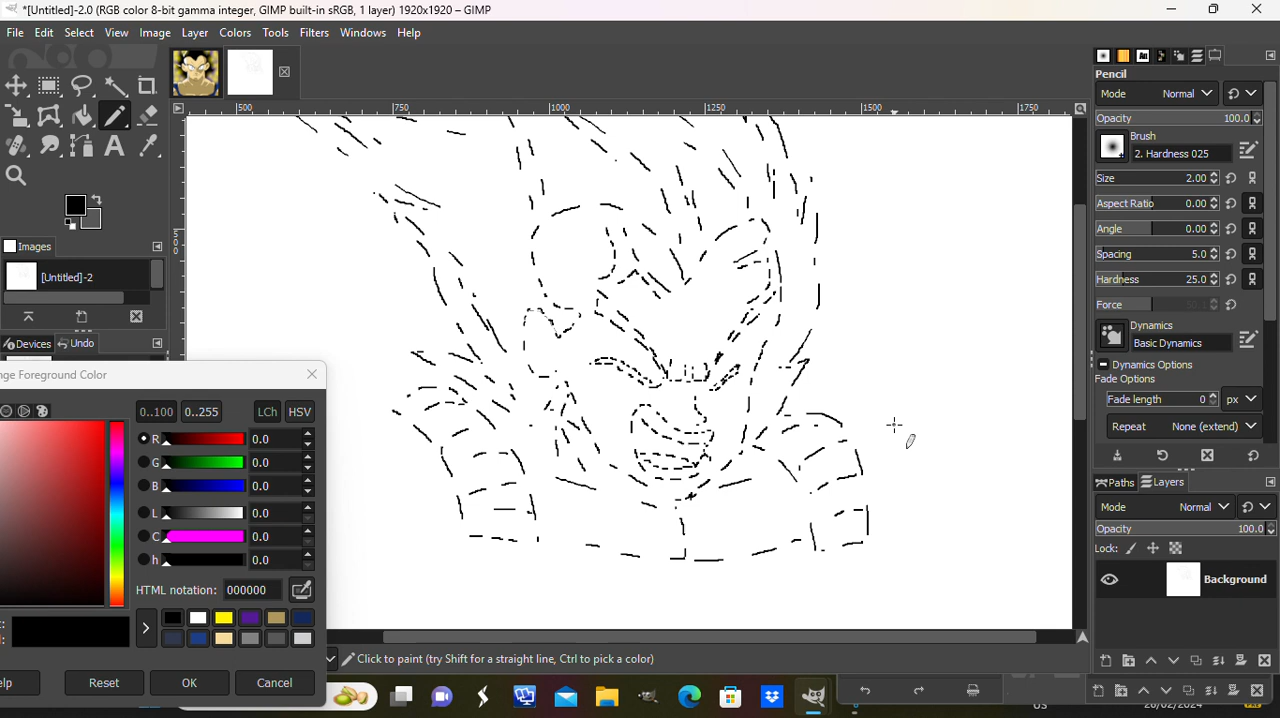 *[Untitled]-2.0 (RGB color 8-bit gamma integer, GIMP built-in sRGB, 1 layer) 1920x1920 – GIMP
File Edit Select View Image Layer Colors Tools Filters Windows Help
500 750 1000 1250 1500 1750
500
Pencil
Mode Normal
Opacity 100.0
Brush
2. Hardness 025
Size 2.00
Aspect Ratio 0.00
Angle 0.00
Spacing 5.0
Hardness 25.0
Force
Dynamics
Basic Dynamics
Dynamics Options
Fade Options
Fade length 0 px
Repeat None (extend)
Images
[Untitled]-2
Devices Undo
nge Foreground Color
0..100 0..255 LCh HSV
R 0.0
G 0.0
B 0.0
L 0.0
C 0.0
h 0.0
HTML notation: 000000
elp Reset OK Cancel
Click to paint (try Shift for a straight line, Ctrl to pick a color)
Paths Layers
Mode Normal
Opacity 100.0
Lock:
Background
US
26/02/2024